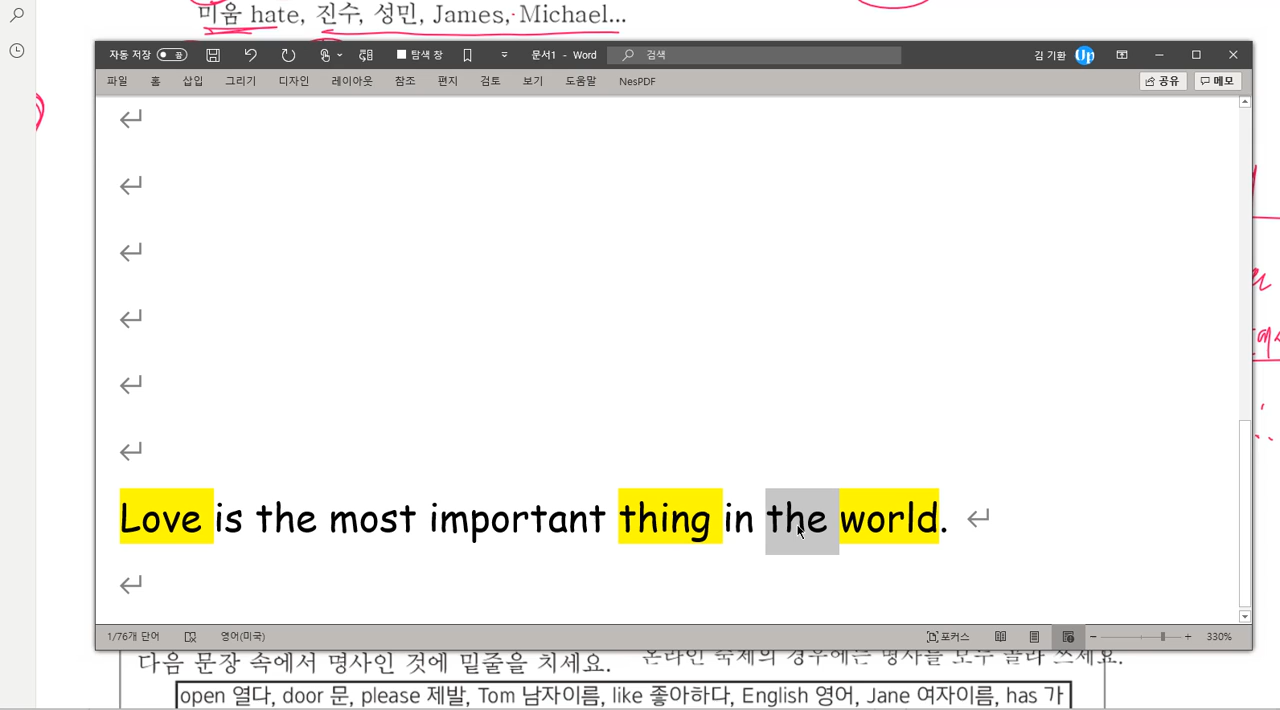 미움 hate, 진수, 성민, James, Michael...
자동 저장 끔 탐색 창 문서1 - Word 검색 김 기환 Up
파일 홈 삽입 그리기 디자인 레이아웃 참조 편지 검토 보기 도움말 NesPDF 공유 메모
Love is the most important thing in the world.
1/76개 단어 영어(미국) 포커스 330%
다음 문장 속에서 명사인 것에 밑줄을 치세요. 온라인 숙제의 경우에는 명사를 모두 골라 쓰세요.
open 열다, door 문, please 제발, Tom 남자이름, like 좋아하다, English 영어, Jane 여자이름, has 가